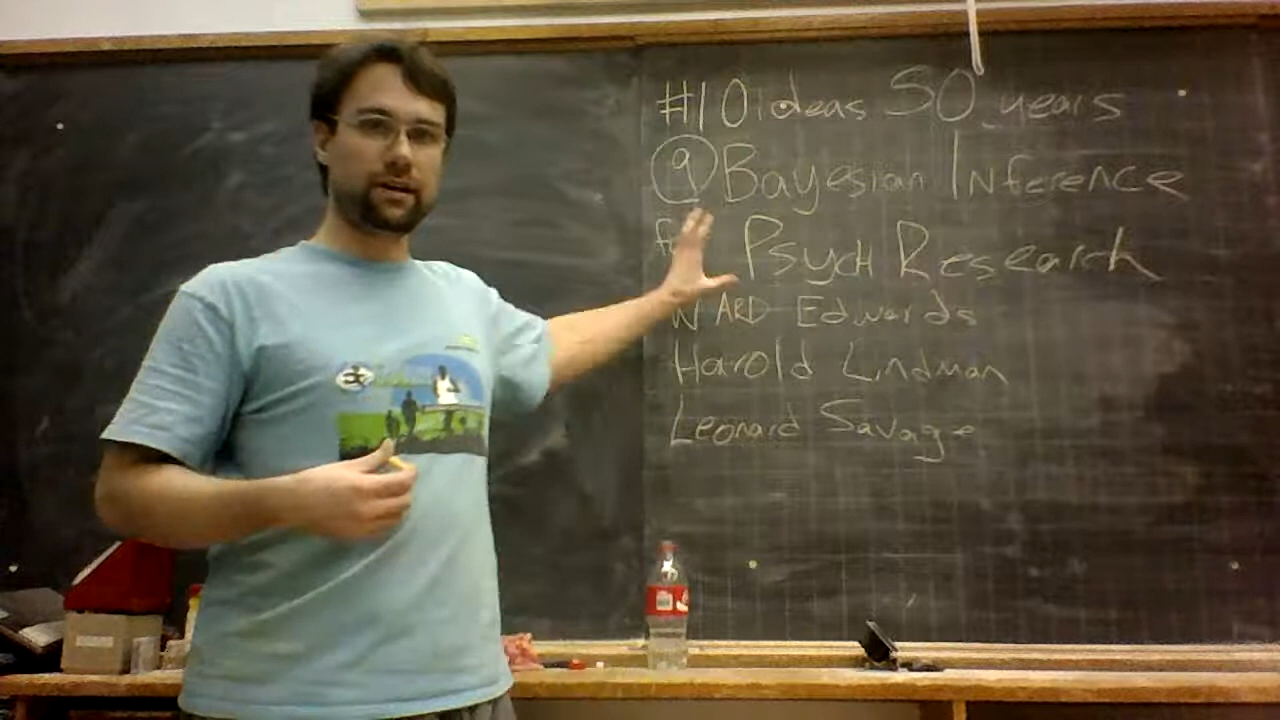 #10 ideas 50 years
9 Bayesian Inference
Psych Research
WARD Edwards
Harold Lindman
Leonard Savage